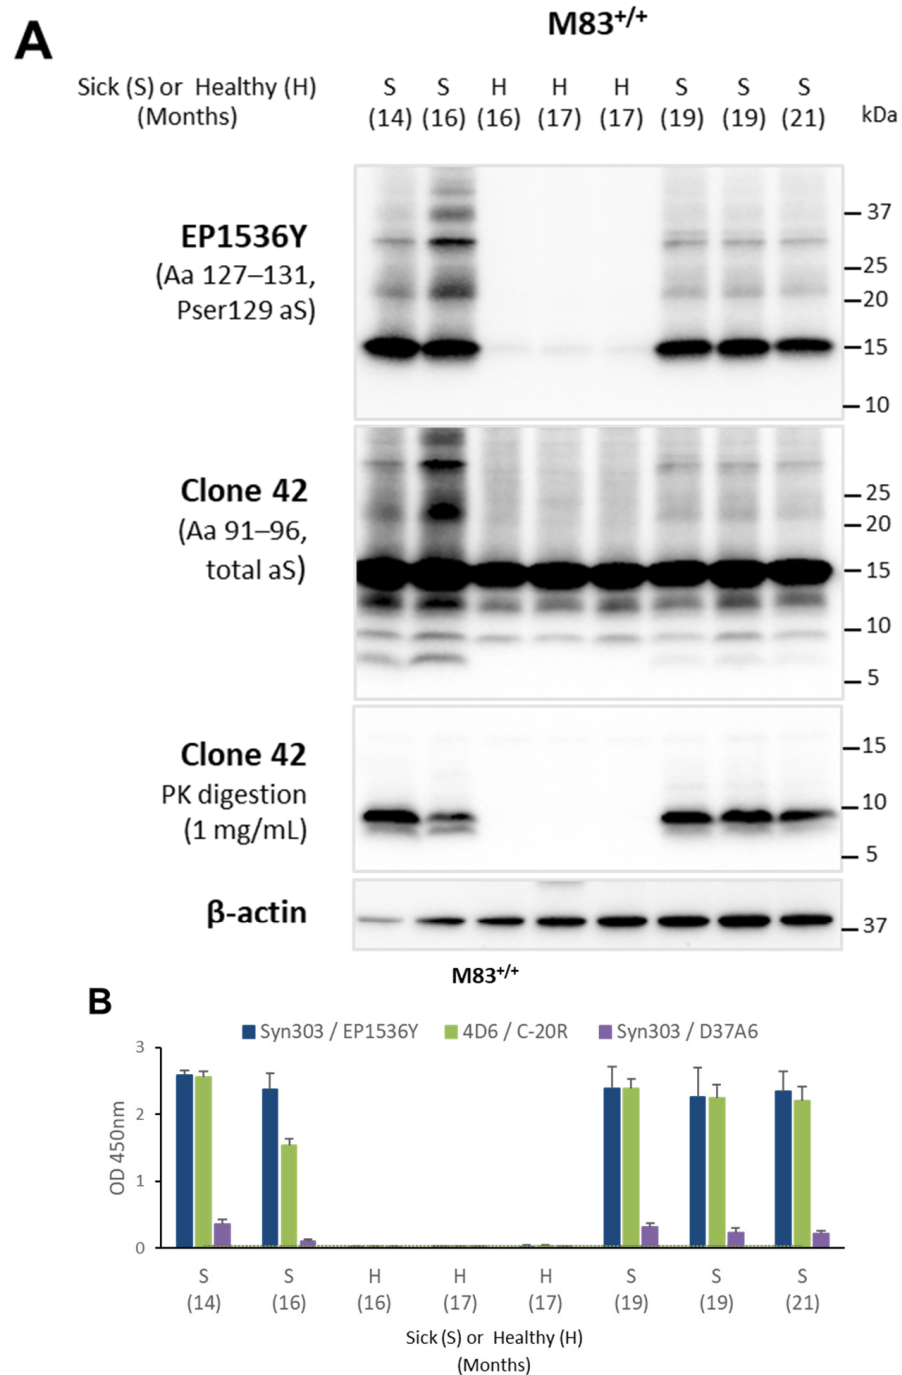 A
M83+/+
Sick (S) or Healthy (H)
(Months)
S S H H H S S S
(14) (16) (16) (17) (17) (19) (19) (21)
kDa
EP1536Y
(Aa 127–131,
Pser129 aS)
37
25
20
15
10
Clone 42
(Aa 91–96,
total aS)
25
20
15
10
5
Clone 42
PK digestion
(1 mg/mL)
15
10
5
β-actin
37
M83+/+
B
Syn303 / EP1536Y 4D6 / C-20R Syn303 / D37A6
OD 450nm
3
2
1
0
S S H H H S S S
(14) (16) (16) (17) (17) (19) (19) (21)
Sick (S) or Healthy (H)
(Months)